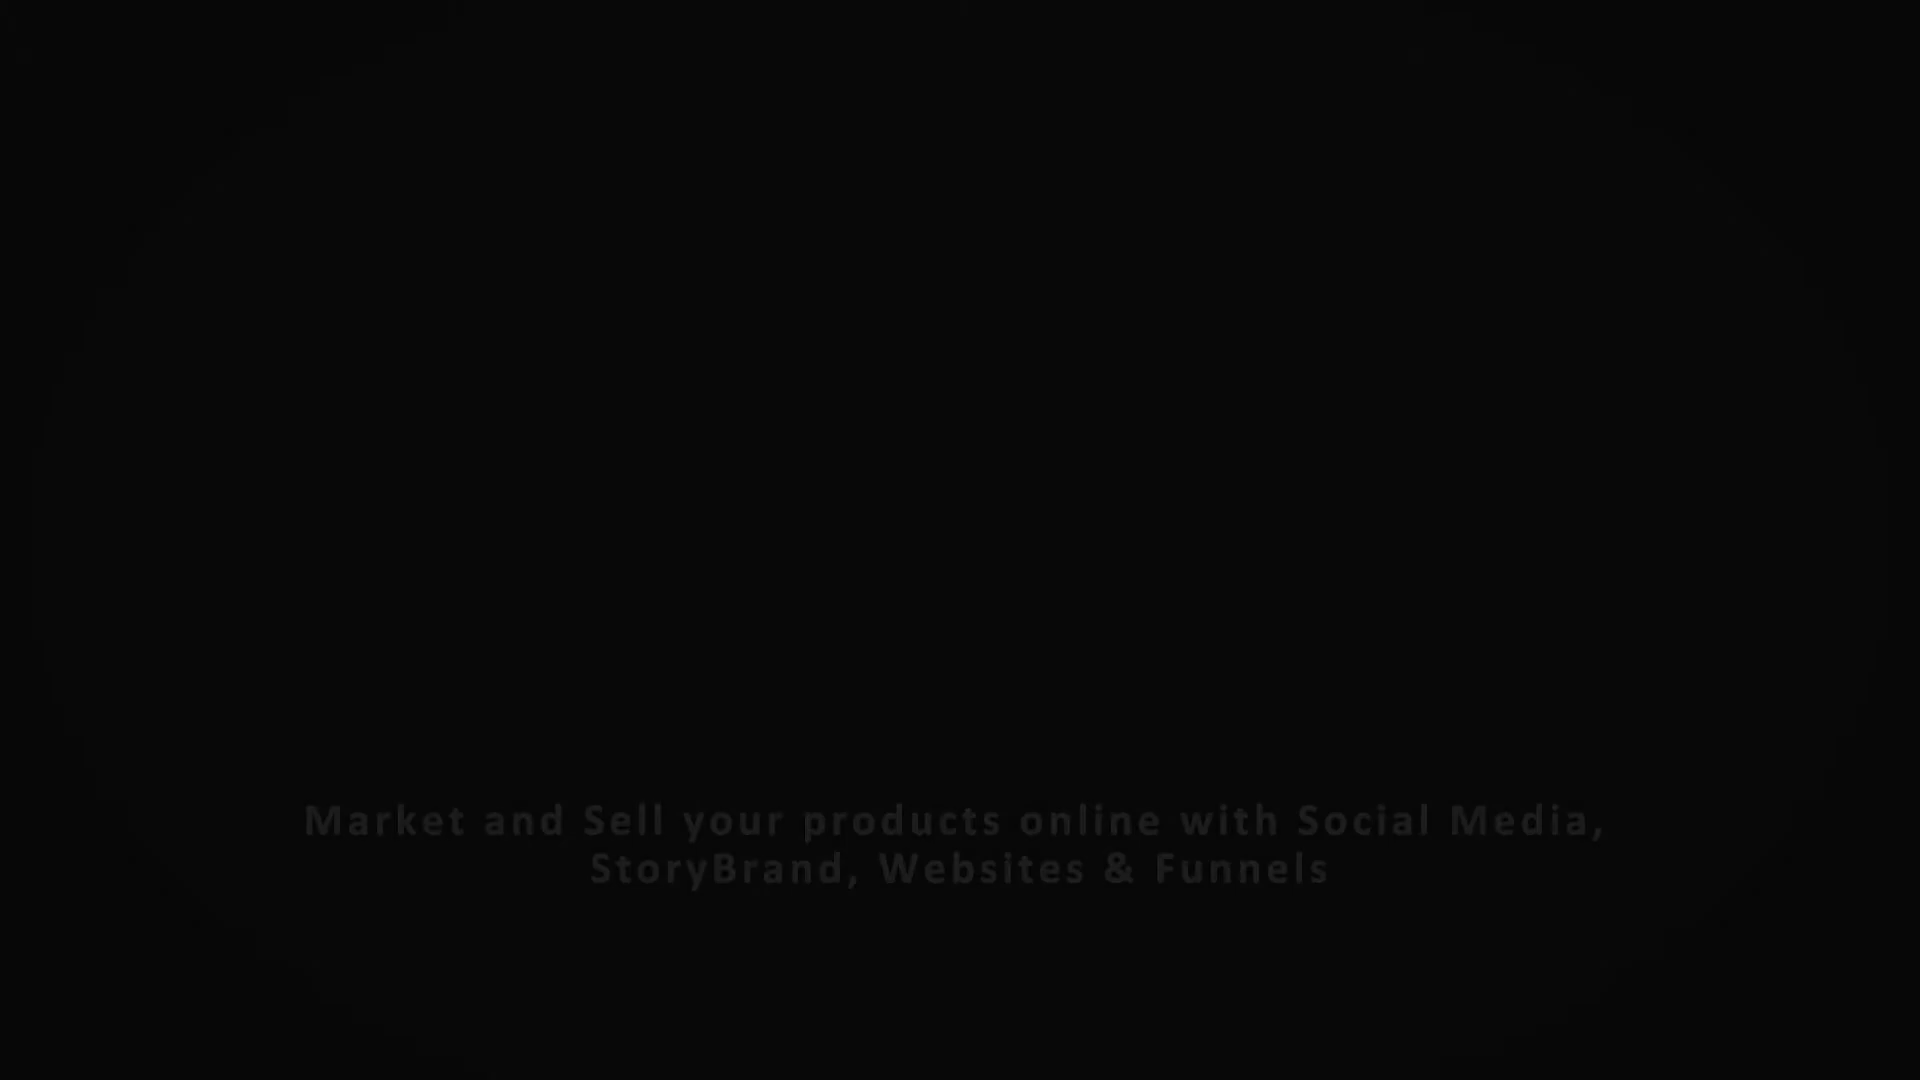 Market and Sell your products online with Social Media,
StoryBrand, Websites & Funnels